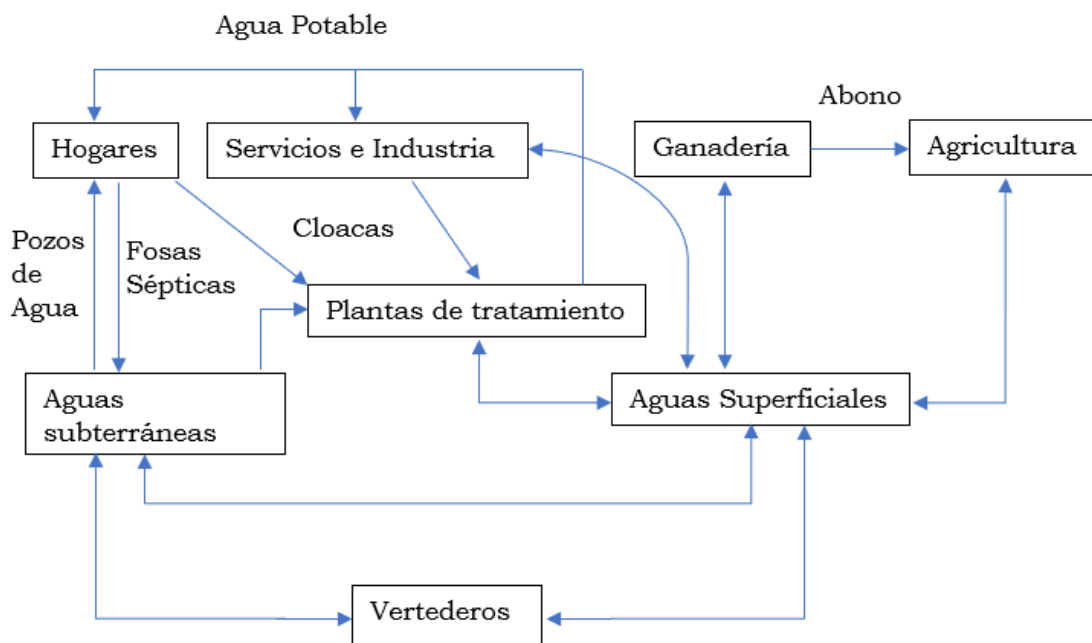 Agua Potable
Abono
Hogares
Servicios e Industria
Ganadería
Agricultura
Pozos
de
Agua
Fosas
Sépticas
Cloacas
Plantas de tratamiento
Aguas
subterráneas
Aguas Superficiales
Vertederos